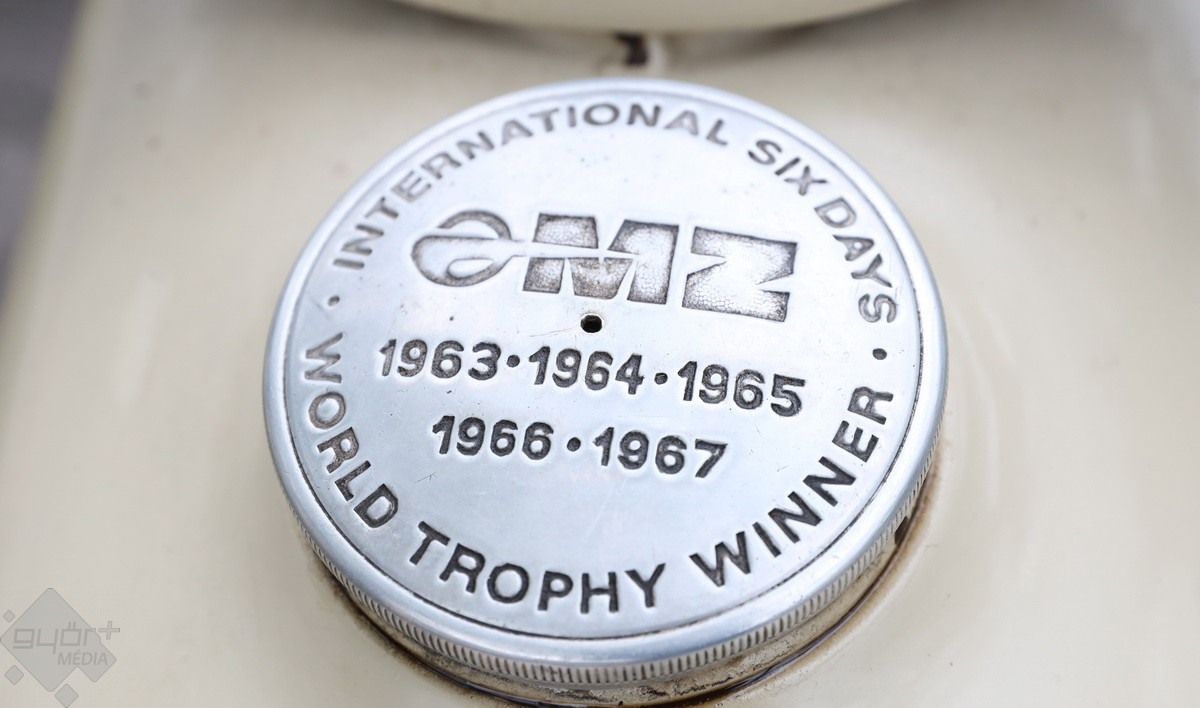 INTERNATIONAL SIX DAYS
MZ
1963·1964·1965
1966·1967
· WORLD TROPHY WINNER ·
győr+
MÉDIA